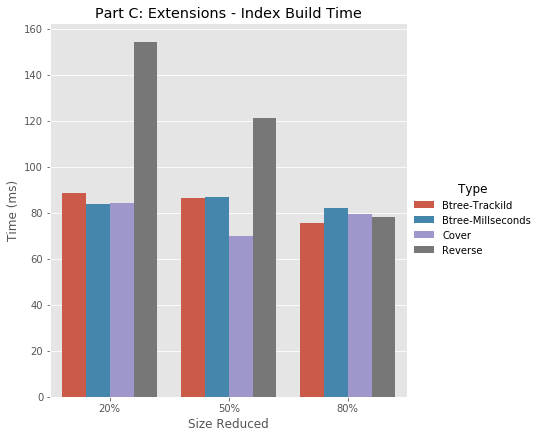 Part C: Extensions - Index Build Time
160
140
120
100
80
60
40
20
0
Time (ms)
20%
50%
80%
Size Reduced
Type
Btree-TrackId
Btree-Millseconds
Cover
Reverse